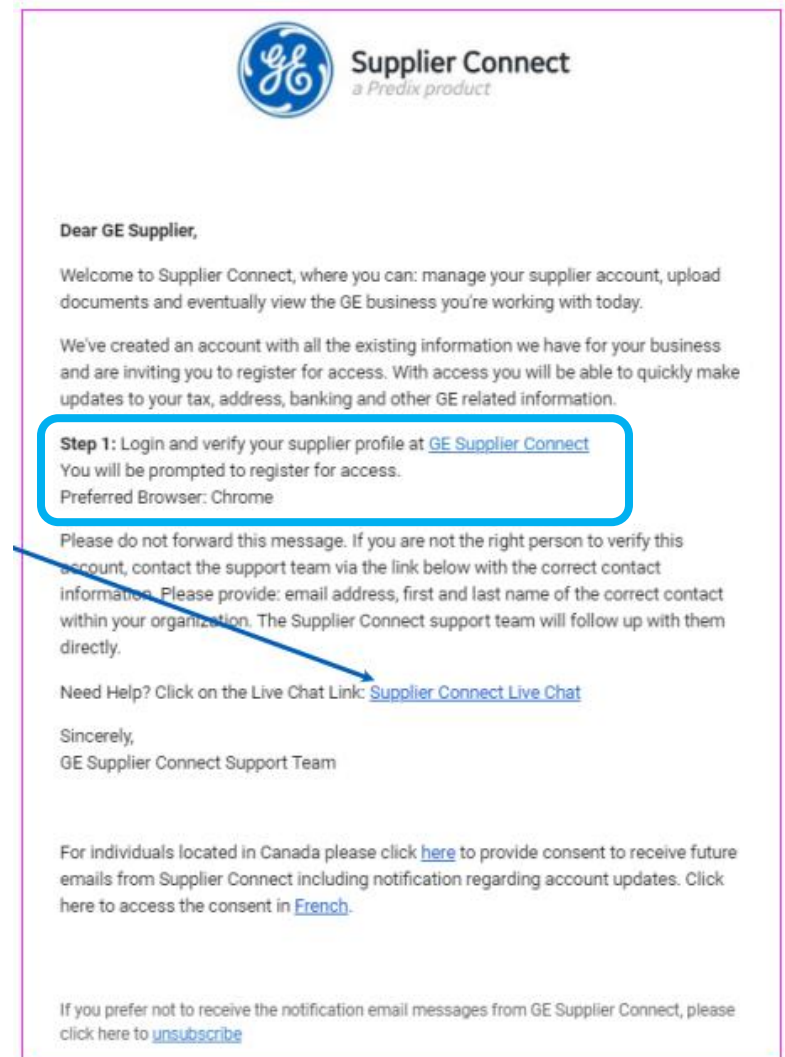 GE
Supplier Connect
a Predix product
Dear GE Supplier,
Welcome to Supplier Connect, where you can: manage your supplier account, upload
documents and eventually view the GE business you're working with today.
We've created an account with all the existing information we have for your business
and are inviting you to register for access. With access you will be able to quickly make
updates to your tax, address, banking and other GE related information.
Step 1: Login and verify your supplier profile at GE Supplier Connect
You will be prompted to register for access.
Preferred Browser: Chrome
Please do not forward this message. If you are not the right person to verify this
account, contact the support team via the link below with the correct contact
information. Please provide: email address, first and last name of the correct contact
within your organization. The Supplier Connect support team will follow up with them
directly.
Need Help? Click on the Live Chat Link: Supplier Connect Live Chat
Sincerely,
GE Supplier Connect Support Team
For individuals located in Canada please click here to provide consent to receive future
emails from Supplier Connect including notification regarding account updates. Click
here to access the consent in French.
If you prefer not to receive the notification email messages from GE Supplier Connect, please
click here to unsubscribe